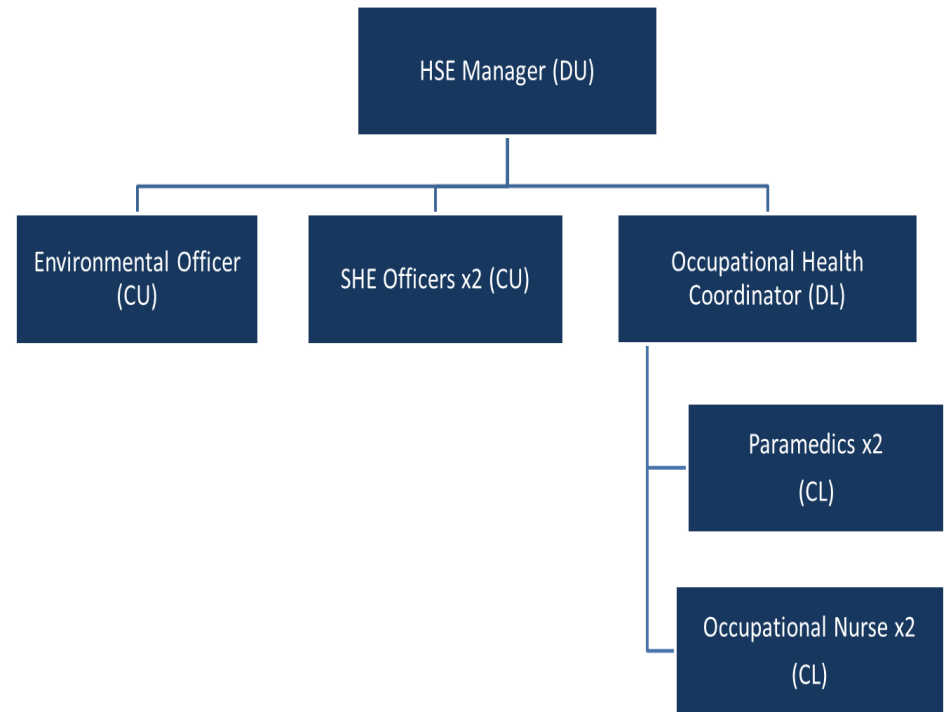 HSE Manager (DU)
Environmental Officer
(CU)
SHE Officers x2 (CU)
Occupational Health
Coordinator (DL)
Paramedics x2
(CL)
Occupational Nurse x2
(CL)